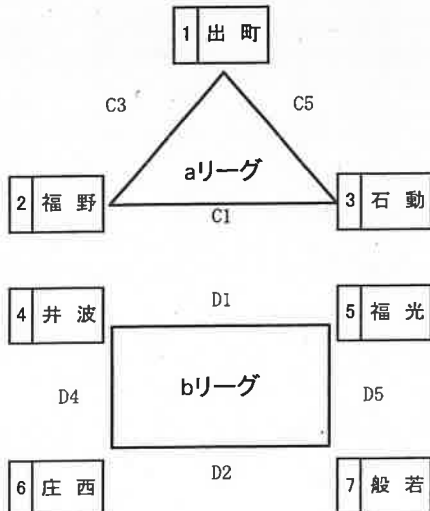 1 出 町
C3 C5
aリーグ
2 福 野
3 石 動
C1
4 井 波
D1
5 福 光
D4
bリーグ
D5
D2
6 庄 西
7 般 若